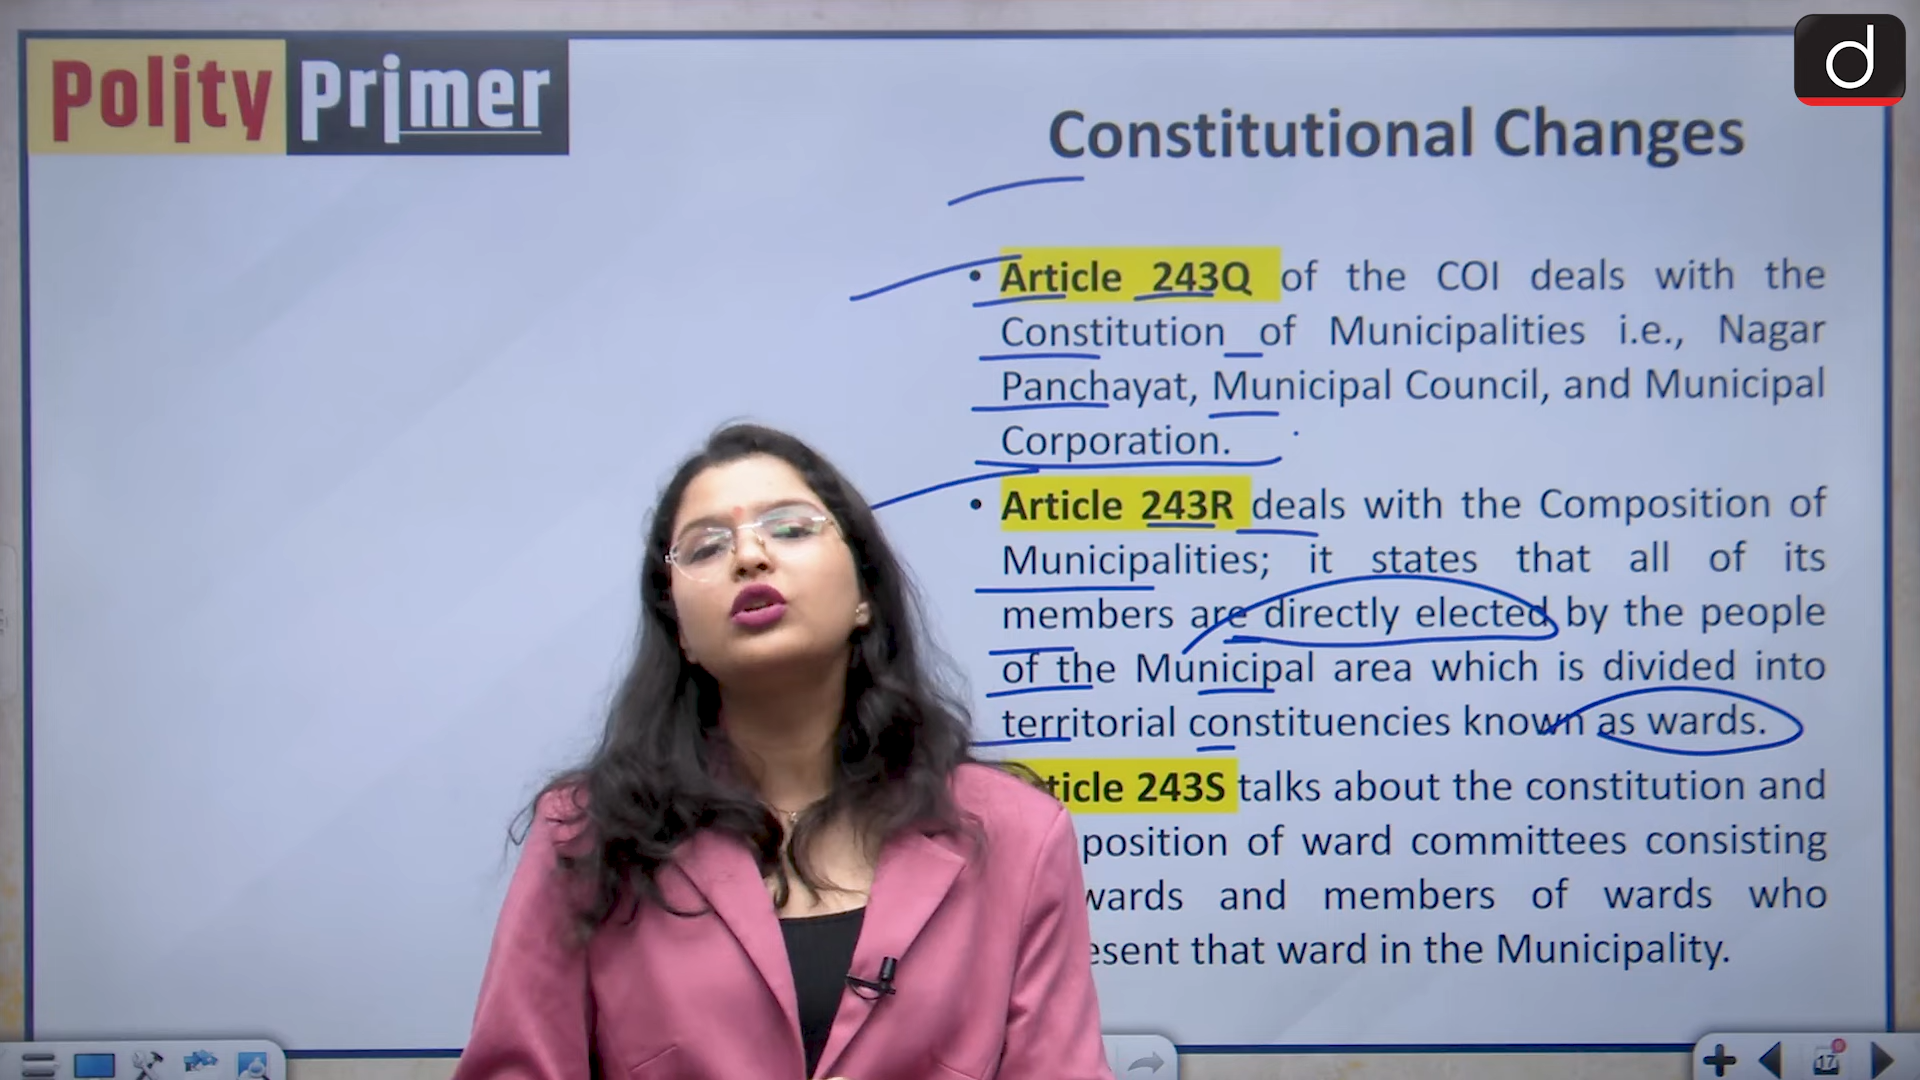 Polity Primer
d
Constitutional Changes
• Article 243Q of the COI deals with the
Constitution of Municipalities i.e., Nagar
Panchayat, Municipal Council, and Municipal
Corporation.
• Article 243R deals with the Composition of
Municipalities; it states that all of its
members are directly elected by the people
of the Municipal area which is divided into
territorial constituencies known as wards.
ticle 243S talks about the constitution and
position of ward committees consisting
wards and members of wards who
esent that ward in the Municipality.
17